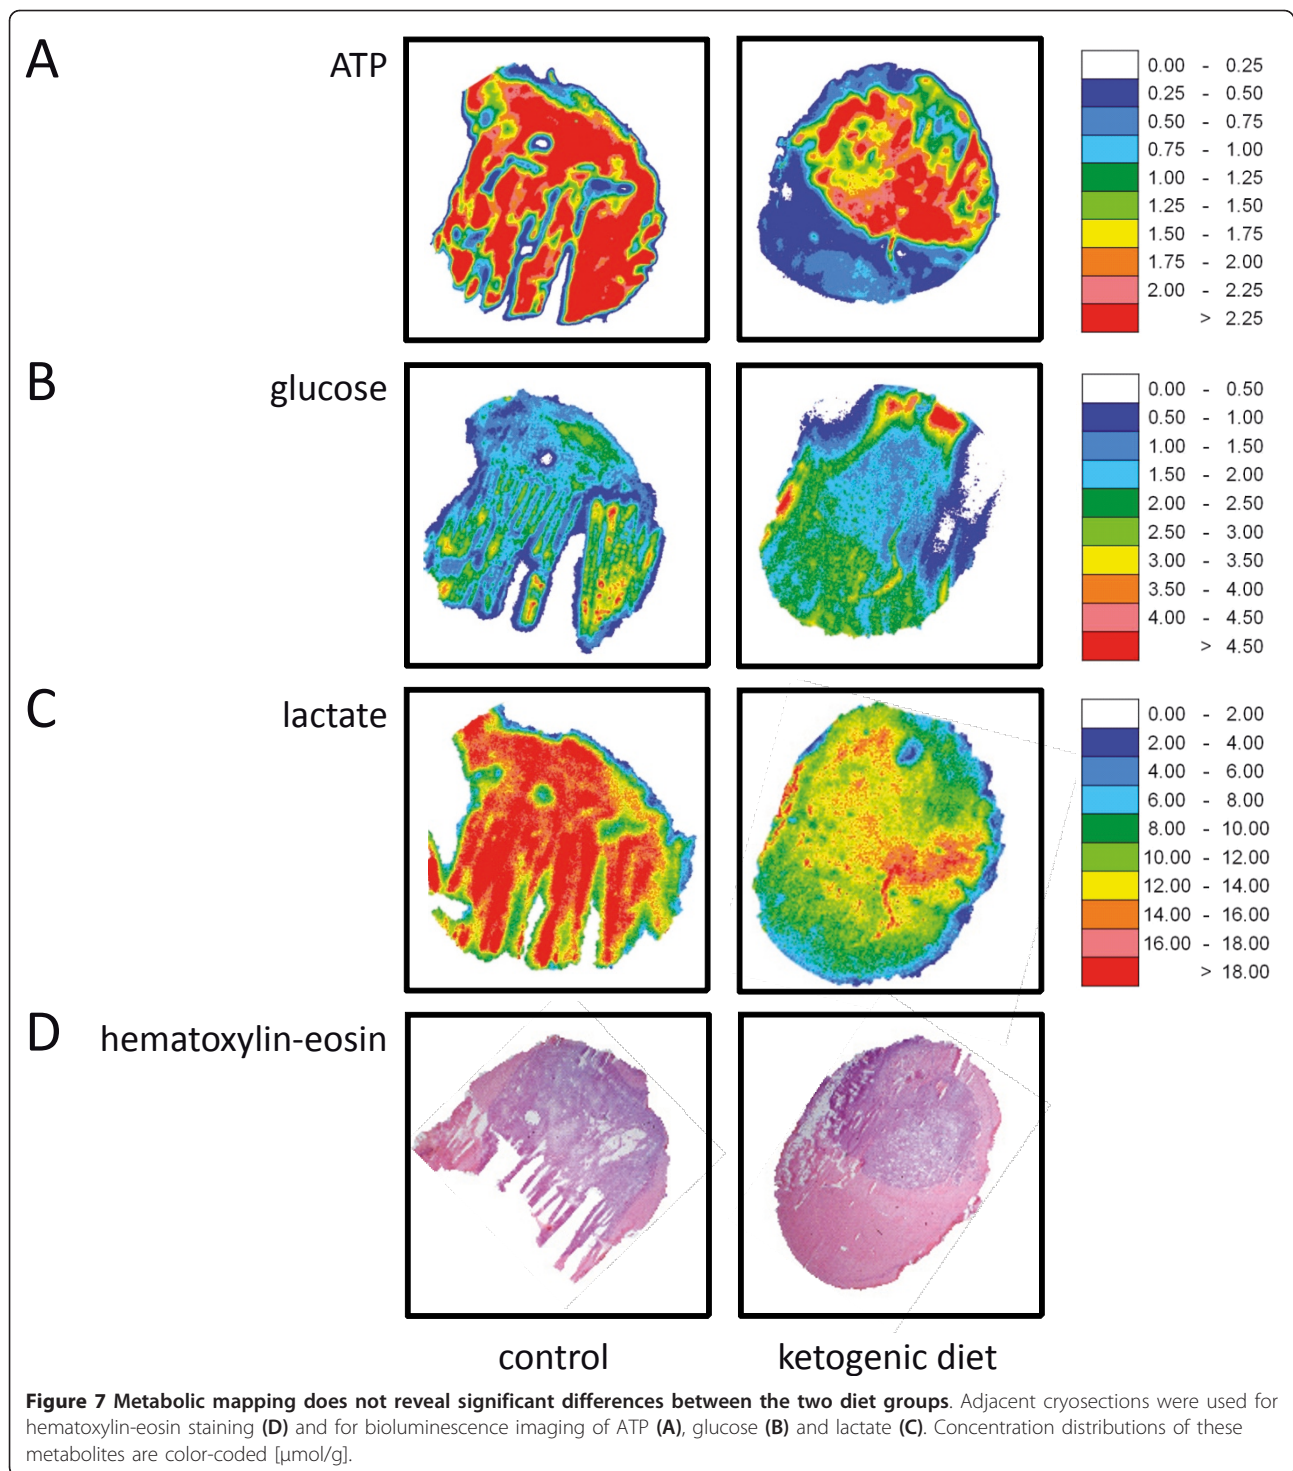 A
ATP
0.00 - 0.25
0.25 - 0.50
0.50 - 0.75
0.75 - 1.00
1.00 - 1.25
1.25 - 1.50
1.50 - 1.75
1.75 - 2.00
2.00 - 2.25
> 2.25
B
glucose
0.00 - 0.50
0.50 - 1.00
1.00 - 1.50
1.50 - 2.00
2.00 - 2.50
2.50 - 3.00
3.00 - 3.50
3.50 - 4.00
4.00 - 4.50
> 4.50
C
lactate
0.00 - 2.00
2.00 - 4.00
4.00 - 6.00
6.00 - 8.00
8.00 - 10.00
10.00 - 12.00
12.00 - 14.00
14.00 - 16.00
16.00 - 18.00
> 18.00
D
hematoxylin-eosin
control ketogenic diet
Figure 7 Metabolic mapping does not reveal significant differences between the two diet groups. Adjacent cryosections were used for
hematoxylin-eosin staining (D) and for bioluminescence imaging of ATP (A), glucose (B) and lactate (C). Concentration distributions of these
metabolites are color-coded [µmol/g].